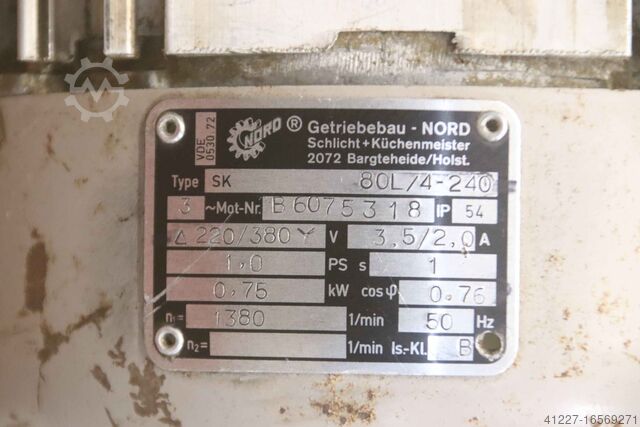 VDE 0530.72
NORD ® Getriebebau - NORD
Schlicht+Küchenmeister
2072 Bargteheide/Holst.
Type SK 80L/4-240
3 ~Mot-Nr. B6075318 IP 54
Δ 220/380 Y V 3,5/2,0 A
1,0 PS s 1
0,75 kW cos φ 0,76
n₁= 1380 1/min 50 Hz
n₂= 1/min Is.-Kl. B
41227-16569271